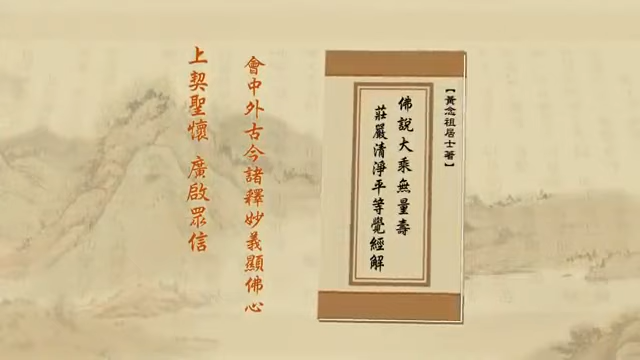 【黃念祖居士著】
佛說大乘無量壽
莊嚴清淨平等覺經解
會中外古今諸釋妙義顯佛心
上契聖懷 廣啟眾信